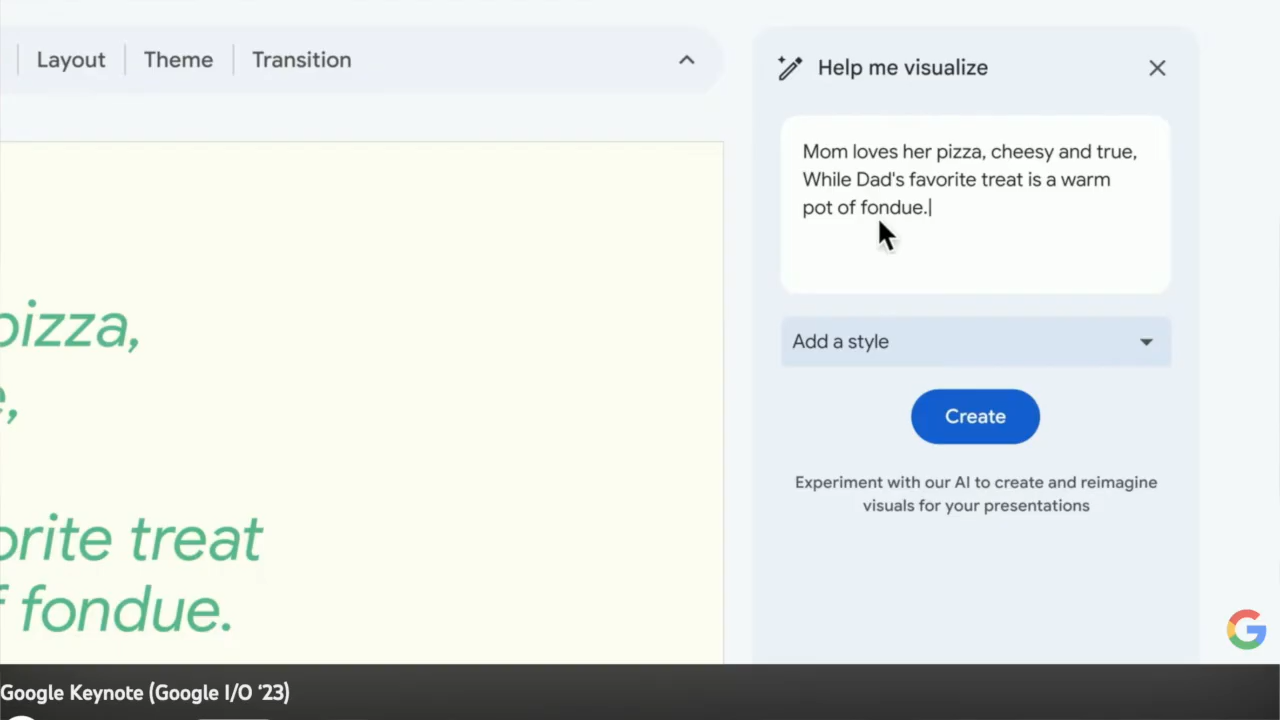 Layout
Theme
Transition
Help me visualize
Mom loves her pizza, cheesy and true,
While Dad's favorite treat is a warm
pot of fondue.
pizza,
e,
orite treat
f fondue.
Add a style
Create
Experiment with our AI to create and reimagine
visuals for your presentations
Google Keynote (Google I/O ‘23)